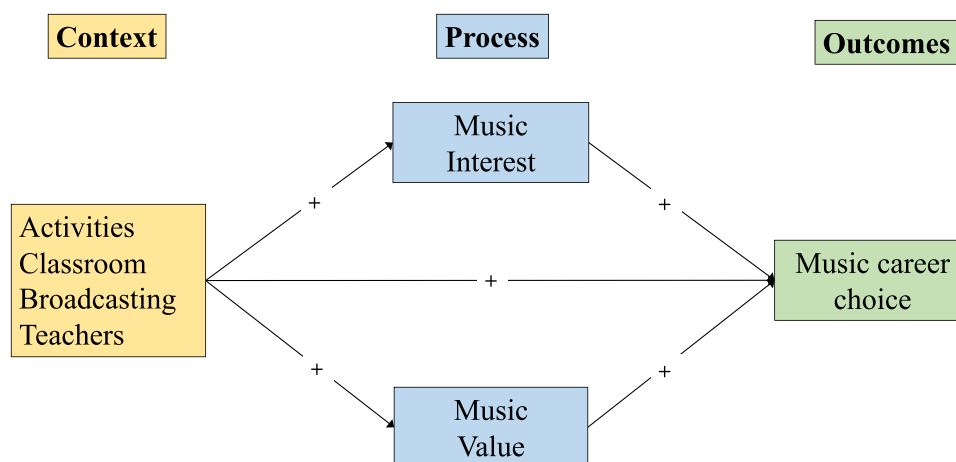 Context
Process
Outcomes
Music
Interest
+
+
Activities
Classroom
Broadcasting
Teachers
+
Music career
choice
+
+
Music
Value